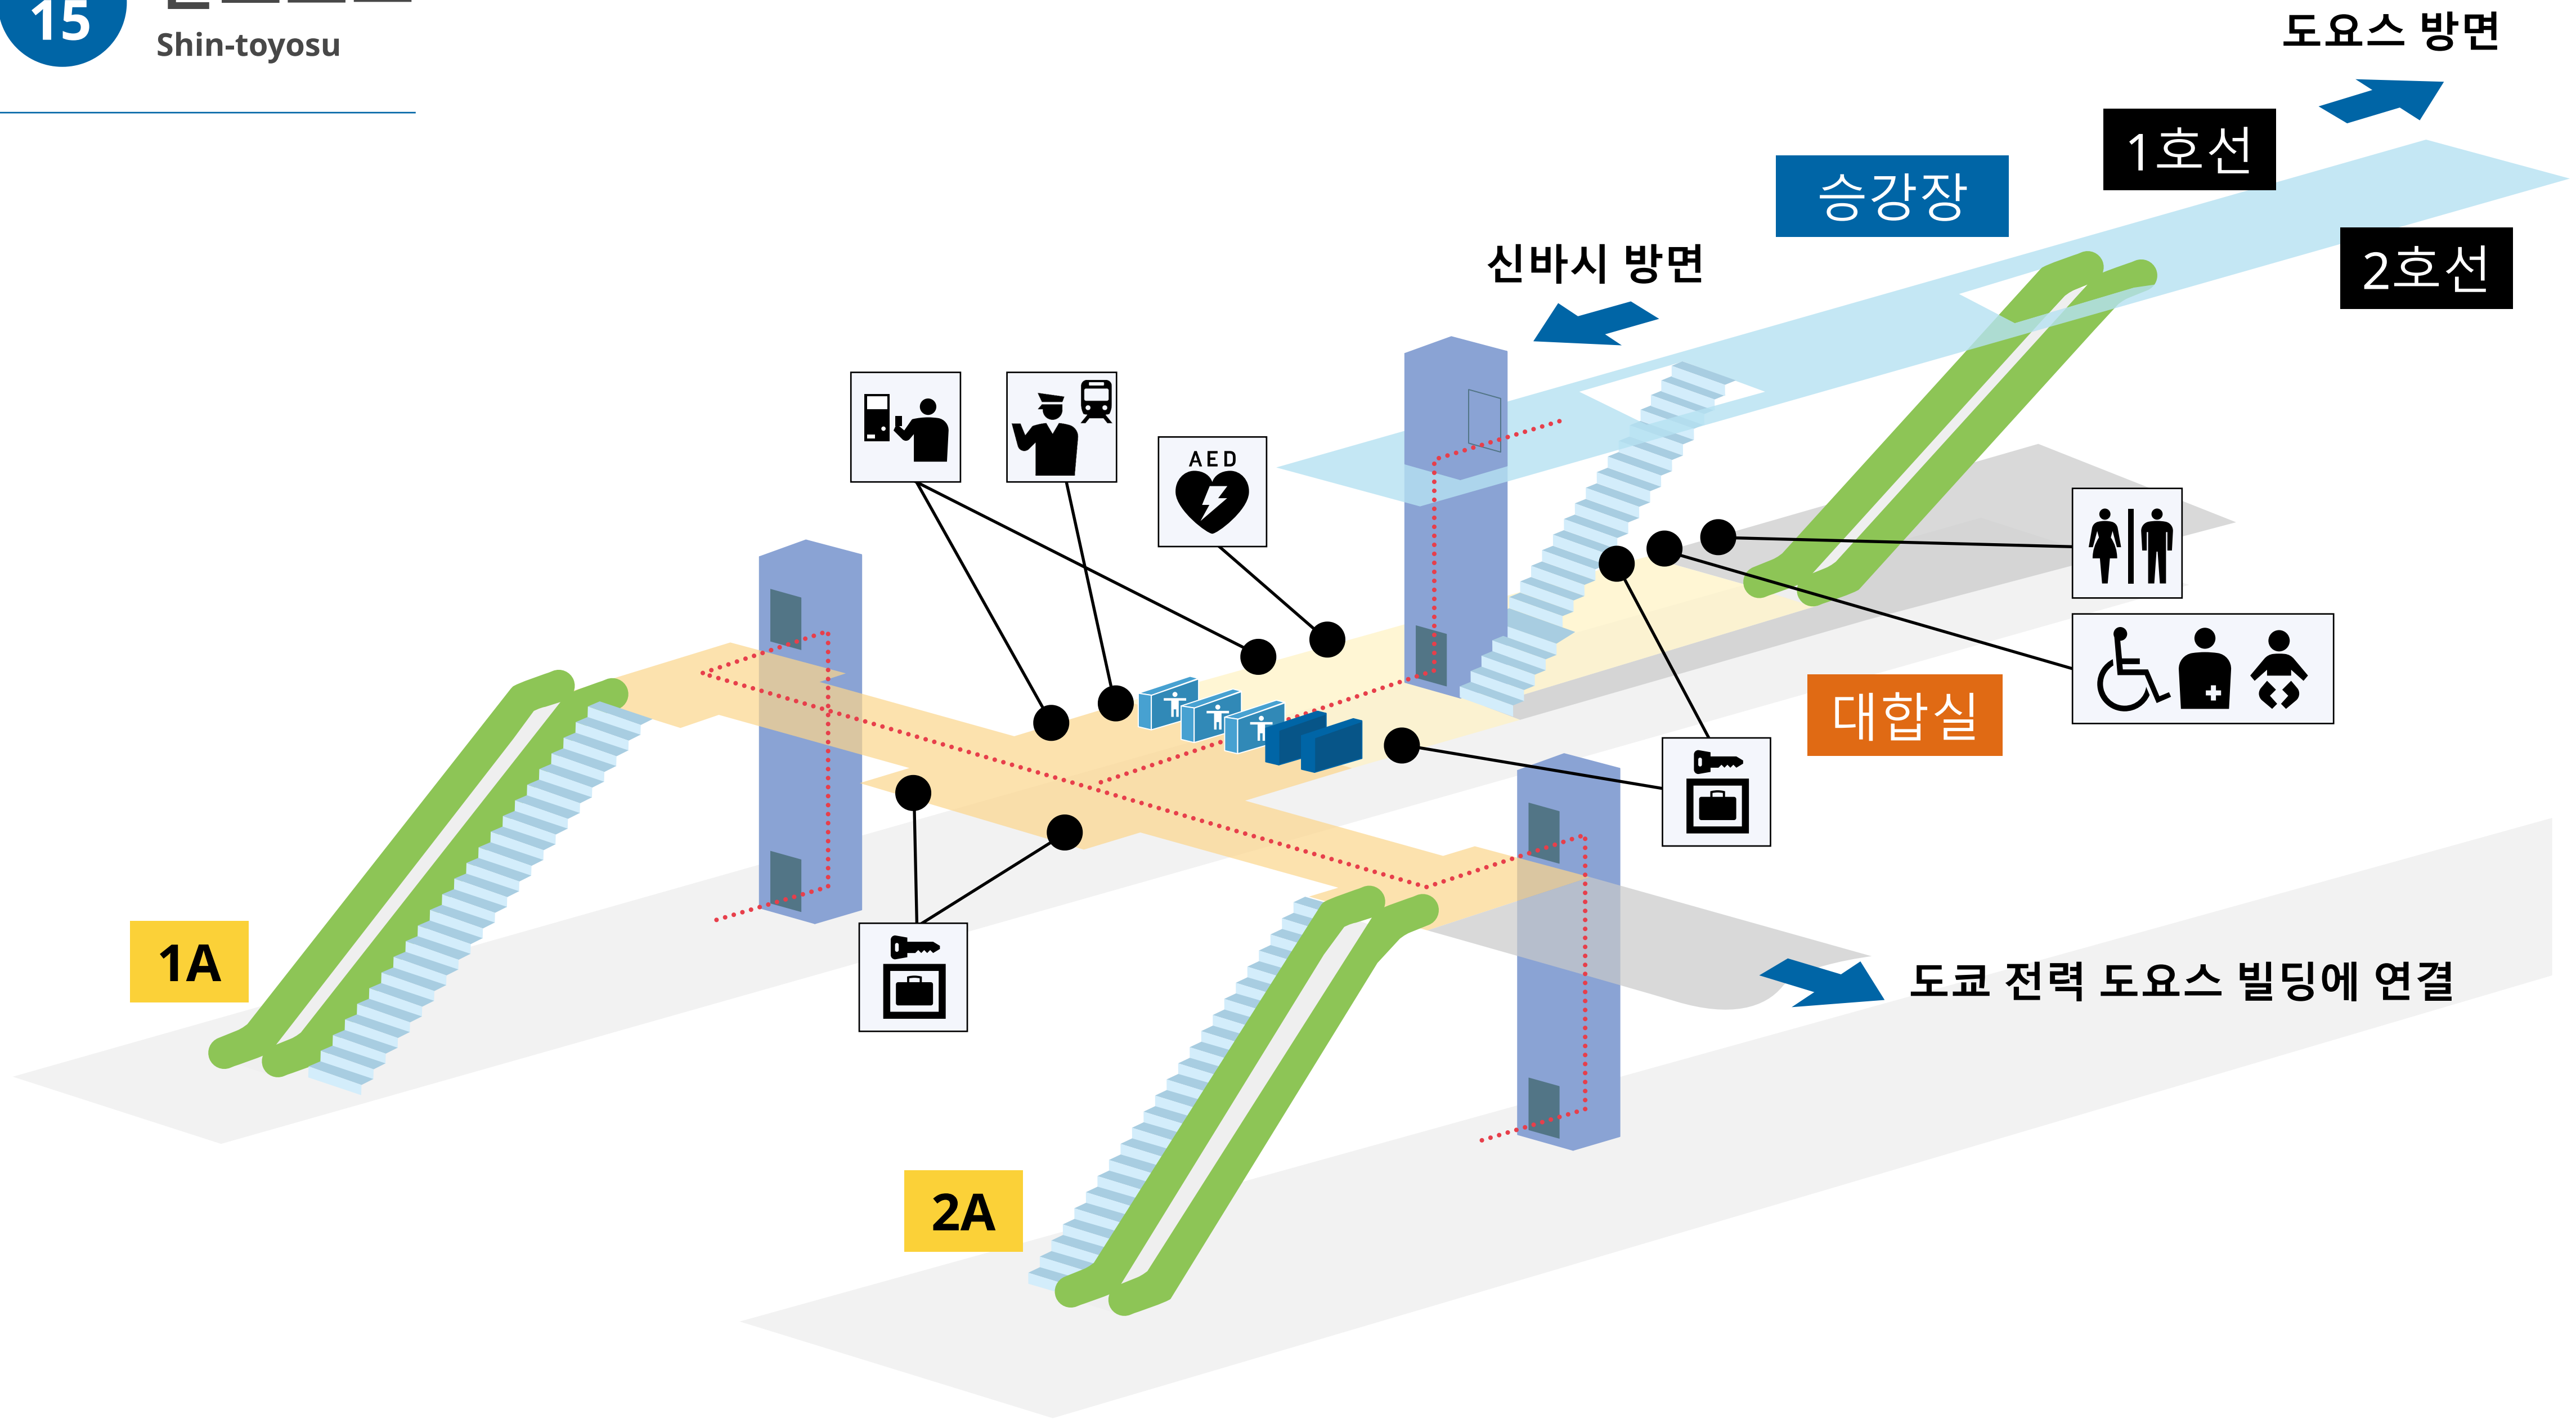 15
Shin-toyosu
도요스 방면
1호선
승강장
2호선
신바시 방면
AED
대합실
1A
도쿄 전력 도요스 빌딩에 연결
2A